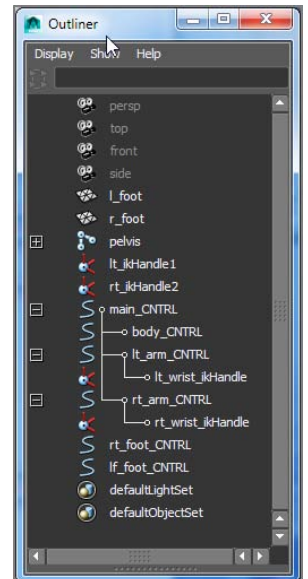 Outliner
Display Show Help
persp
top
front
side
l_foot
r_foot
pelvis
lt_ikHandle1
rt_ikHandle2
main_CNTRL
body_CNTRL
lt_arm_CNTRL
lt_wrist_ikHandle
rt_arm_CNTRL
rt_wrist_ikHandle
rt_foot_CNTRL
lf_foot_CNTRL
defaultLightSet
defaultObjectSet